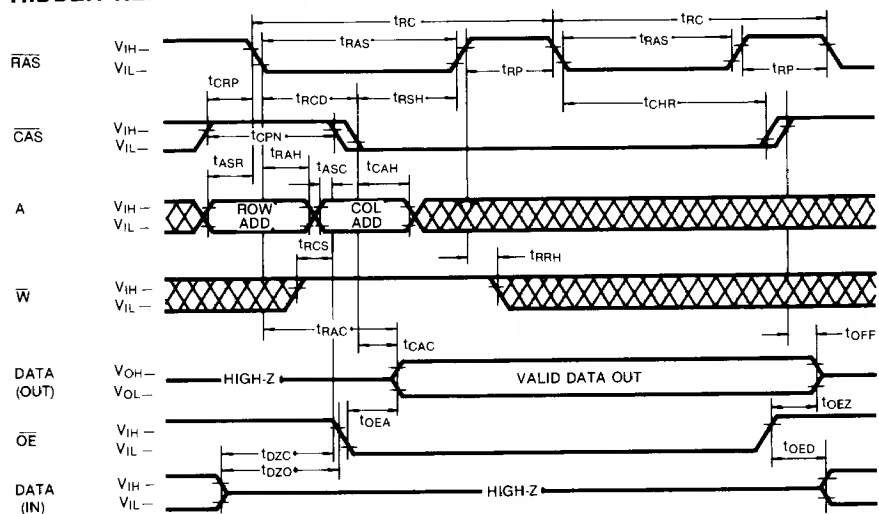 tRC tRC
RAS VIH— VIL— tRAS tRP tRAS tRP
tCRP tRCD tRSH tCHR
CAS VIH— VIL— tCPN
tASR tRAH tASC tCAH
A VIH— VIL— ROW ADD COL ADD
tRCS tRRH
W VIH— VIL—
tRAC tCAC tOFF
DATA (OUT) VOH— VOL— HIGH-Z VALID DATA OUT
tOEA tOEZ
OE VIH— VIL— tDZC tDZO tOED
DATA (IN) VIH— VIL— HIGH-Z